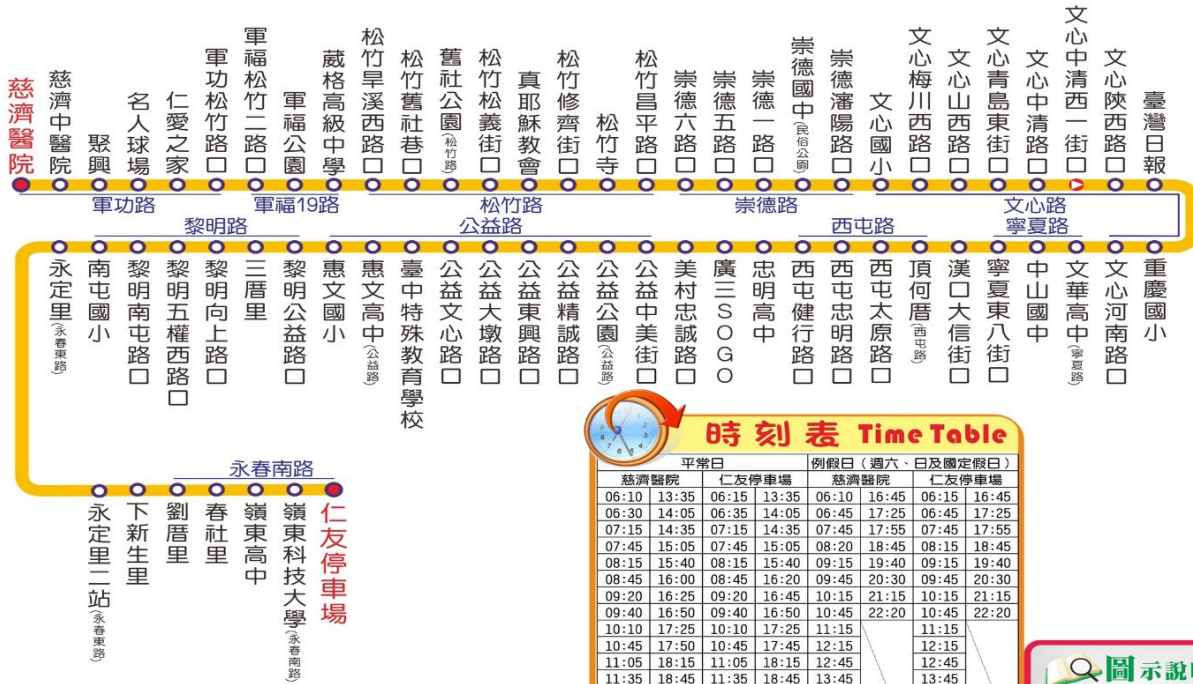 慈濟醫院
慈濟中醫院
聚興
名人球場
仁愛之家
軍功松竹路口
軍福松竹二路口
軍福公園
葳格高級中學
松竹旱溪西路口
松竹舊社巷口
舊社公園(松竹路)
松竹松義街口
真耶穌教會
松竹修齊街口
松竹寺
松竹昌平路口
崇德六路口
崇德五路口
崇德一路口
崇德國中(民俗公園)
崇德瀋陽路口
文心國小
文心梅川西路口
文心山西路口
文心青島東街口
文心中清路口
文心中清西一街口
文心陝西路口
臺灣日報
軍功路
軍福19路
松竹路
崇德路
文心路
黎明路
公益路
西屯路
寧夏路
永定里(永春東路)
南屯國小
黎明南屯路口
黎明五權西路口
黎明向上路口
三厝里
黎明公益路口
惠文國小
惠文高中(公益路)
臺中特殊教育學校
公益文心路口
公益大墩路口
公益東興路口
公益精誠路口
公益公園(公益路)
公益中美街口
美村忠誠路口
廣三SOGO
忠明高中
西屯健行路口
西屯忠明路口
西屯太原路口
頂何厝(西屯路)
漢口大信街口
寧夏東八街口
中山國中
文華高中(寧夏路)
文心河南路口
重慶國小
永春南路
永定里二站(永春東路)
下新生里
劉厝里
春社里
嶺東高中
嶺東科技大學(永春南路)
仁友停車場
時刻表 Time Table
平常日 例假日(週六、日及國定假日)
慈濟醫院 仁友停車場 慈濟醫院 仁友停車場
06:10 13:35 06:15 13:35 06:10 16:45 06:15 16:45
06:30 14:05 06:35 14:05 06:45 17:25 06:45 17:25
07:15 14:35 07:15 14:35 07:45 17:55 07:45 17:55
07:45 15:05 07:45 15:05 08:20 18:45 08:15 18:45
08:15 15:40 08:15 15:40 09:15 19:40 09:15 19:40
08:45 16:00 08:45 16:20 09:45 20:30 09:45 20:30
09:20 16:25 09:20 16:45 10:15 21:15 10:15 21:15
09:40 16:50 09:40 16:50 10:45 22:20 10:45 22:20
10:10 17:25 10:10 17:25 11:15 11:15
10:45 17:50 10:45 17:45 12:15 12:15
11:05 18:15 11:05 18:15 12:45 12:45
11:35 18:45 11:35 18:45 13:45 13:45
圖示說